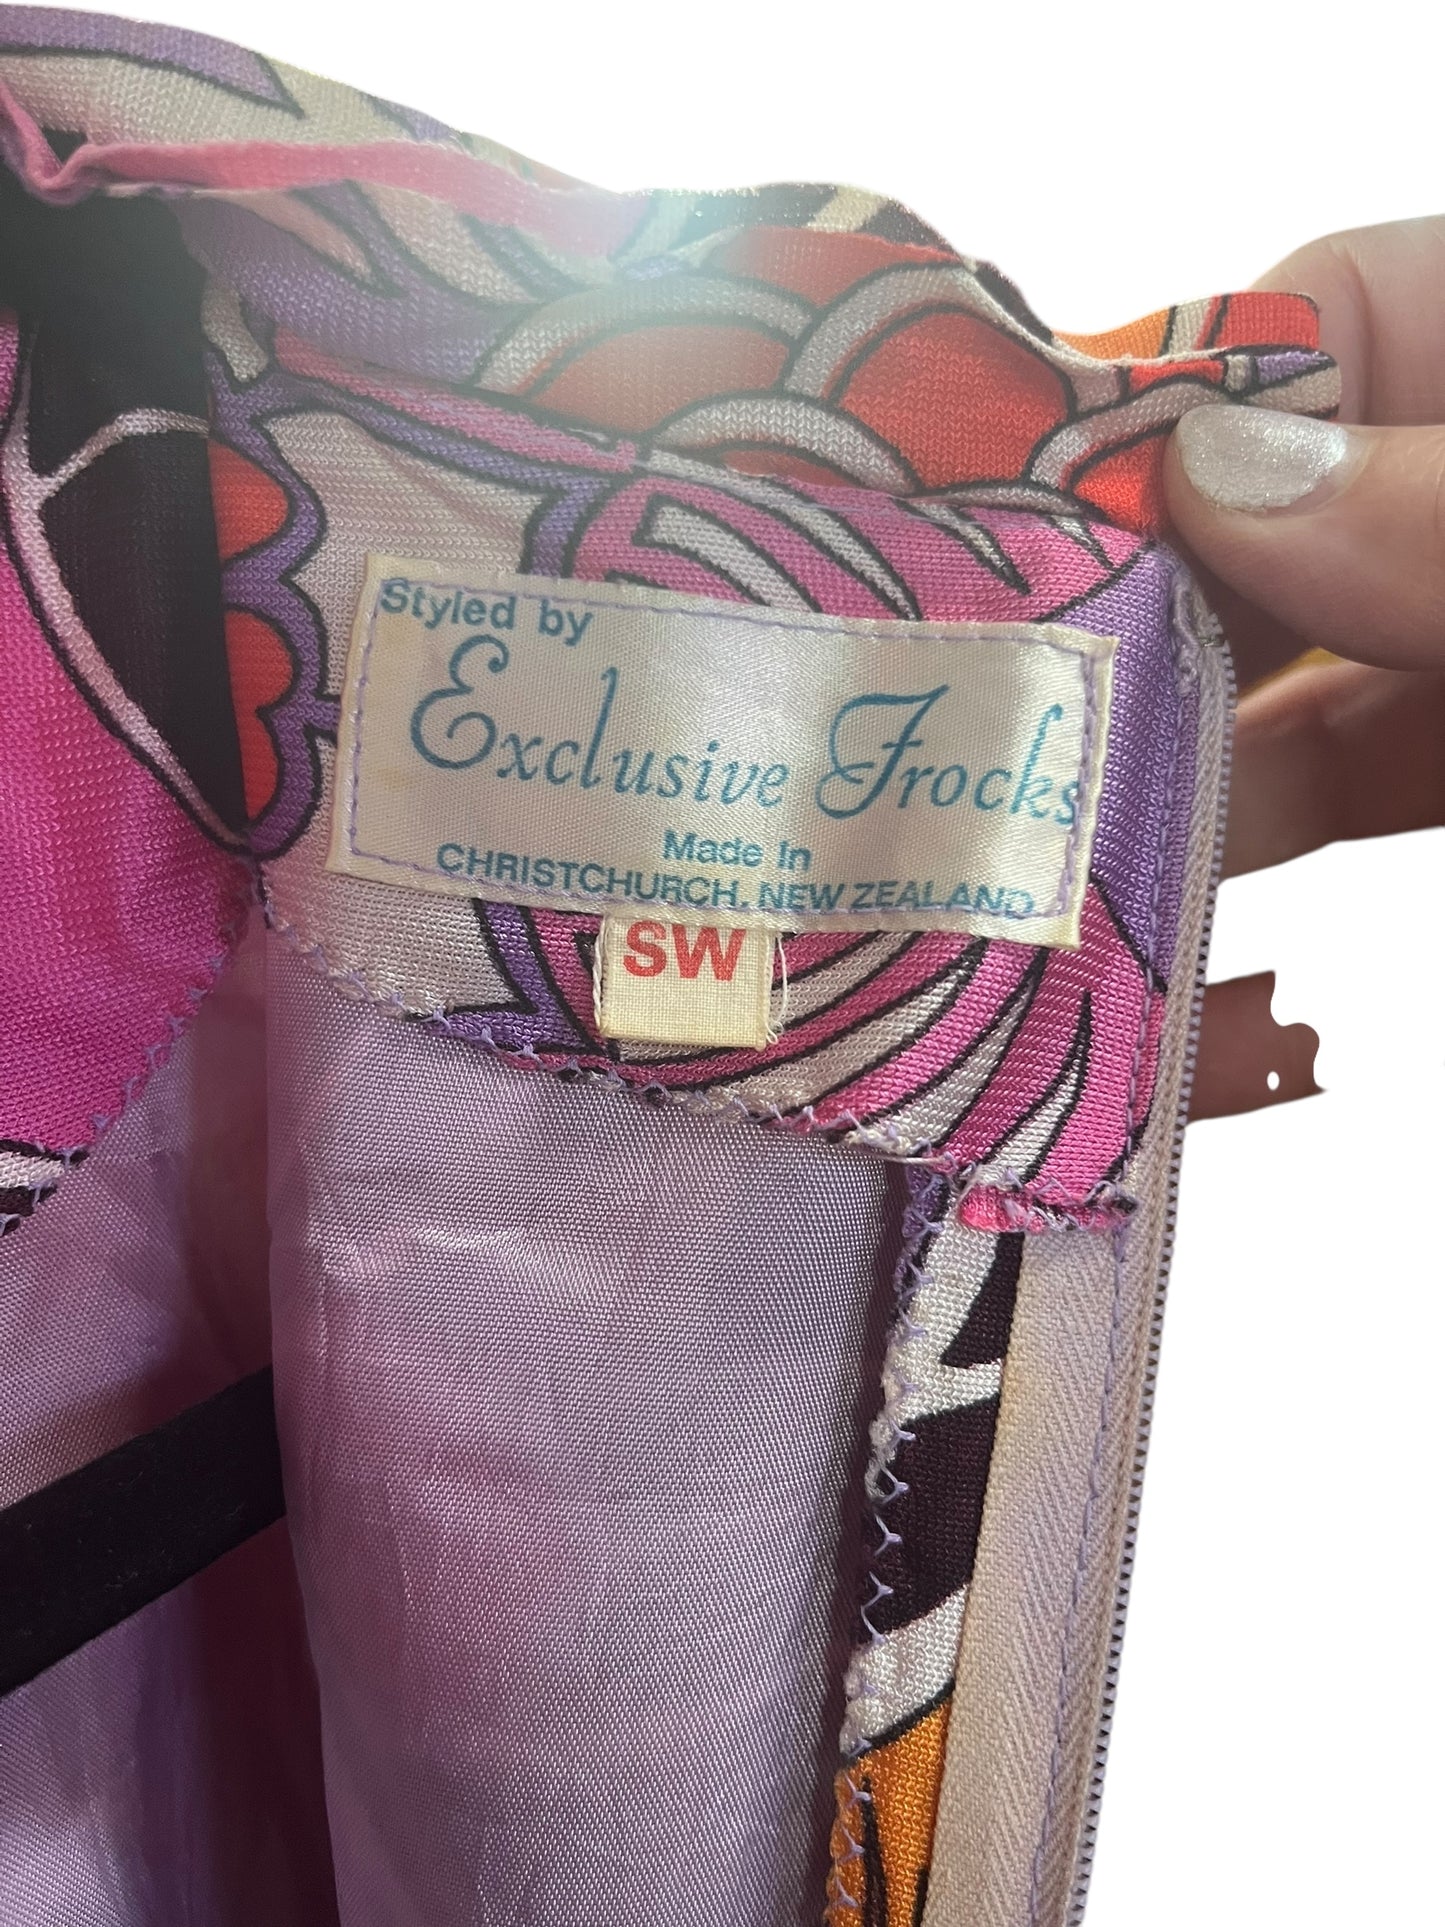 Styled by
Exclusive Frocks
Made In
CHRISTCHURCH, NEW ZEALAND
SW